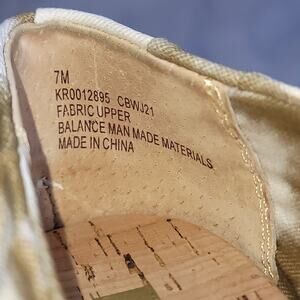 7M
KR0012895 CBWJ21
FABRIC UPPER
BALANCE MAN MADE MATERIALS
MADE IN CHINA